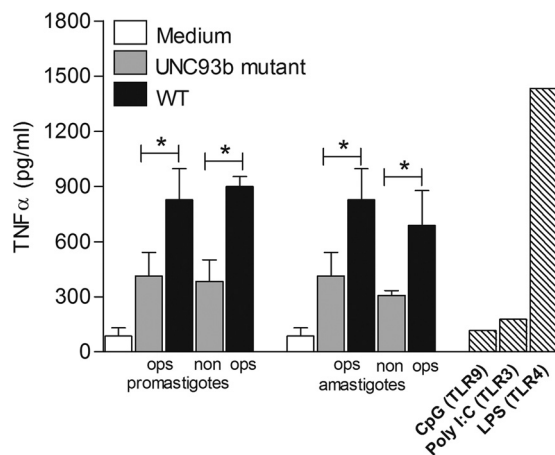 1800
1500
1200
900
600
300
0
TNFα (pg/ml)
Medium
UNC93b mutant
WT
* * * *
ops non ops ops non ops
promastigotes amastigotes
CpG (TLR9)
Poly I:C (TLR3)
LPS (TLR4)